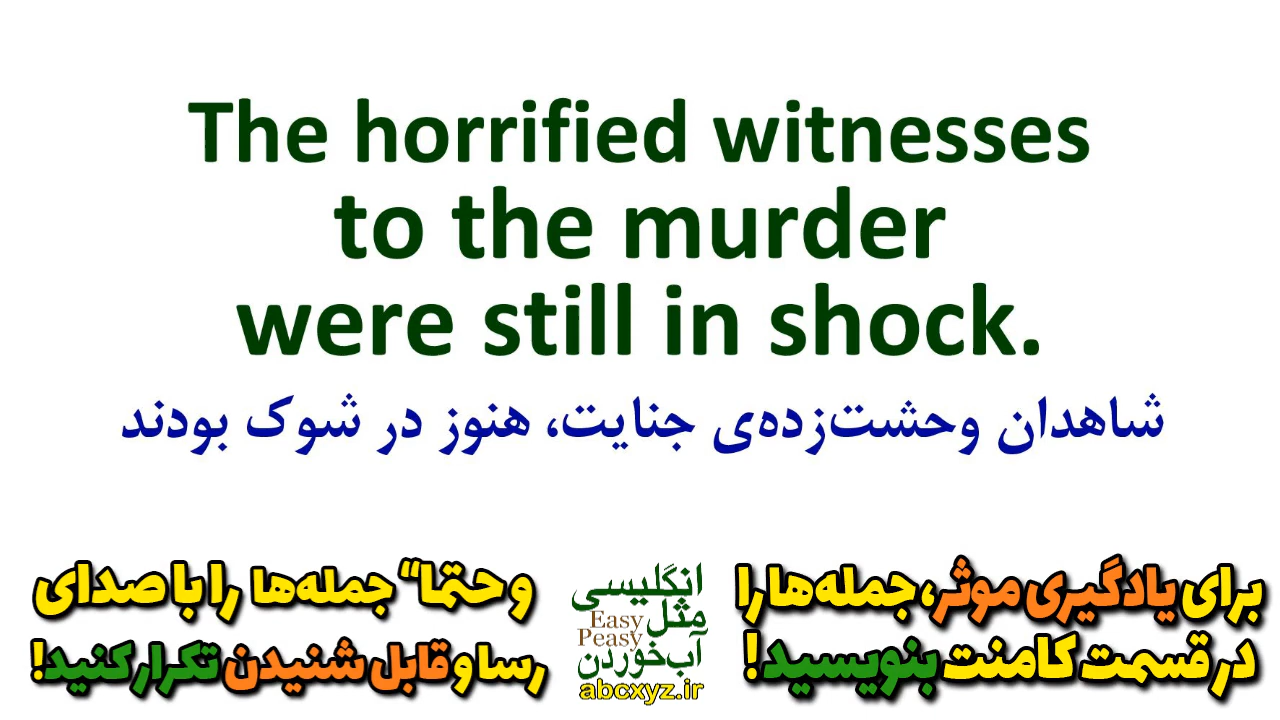 The horrified witnesses
to the murder
were still in shock.
شاهدان وحشت‌زده‌ی جنایت، هنوز در شوک بودند
برای یادگیری موثر، جمله‌ها را
در قسمت کامنت بنویسید!
انگلیسی
مثل
Easy
Peasy
آب‌خوردن
abcxyz.ir
و حتما“ جمله‌ها را با صدای
رسا و قابل شنیدن تکرار کنید!